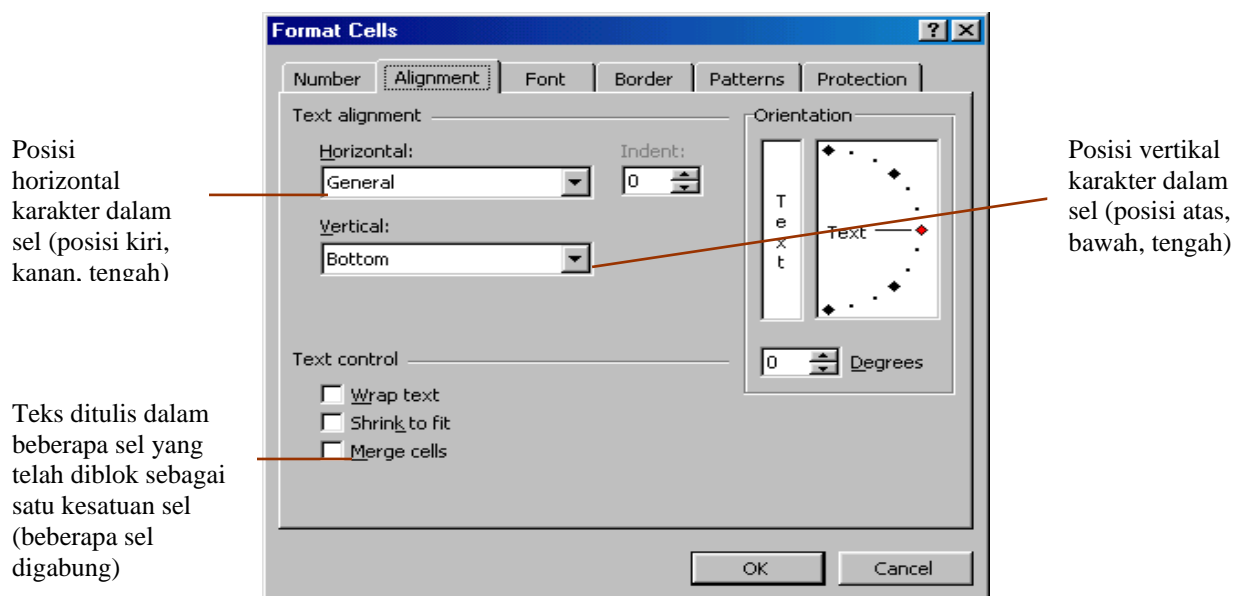 Format Cells
Number Alignment Font Border Patterns Protection
Text alignment
Horizontal:
General
Indent:
0
Vertical:
Bottom
Orientation
Text
Text
0 Degrees
Text control
Wrap text
Shrink to fit
Merge cells
OK Cancel
Posisi
horizontal
karakter dalam
sel (posisi kiri,
kanan, tengah)
Teks ditulis dalam
beberapa sel yang
telah diblok sebagai
satu kesatuan sel
(beberapa sel
digabung)
Posisi vertikal
karakter dalam
sel (posisi atas,
bawah, tengah)